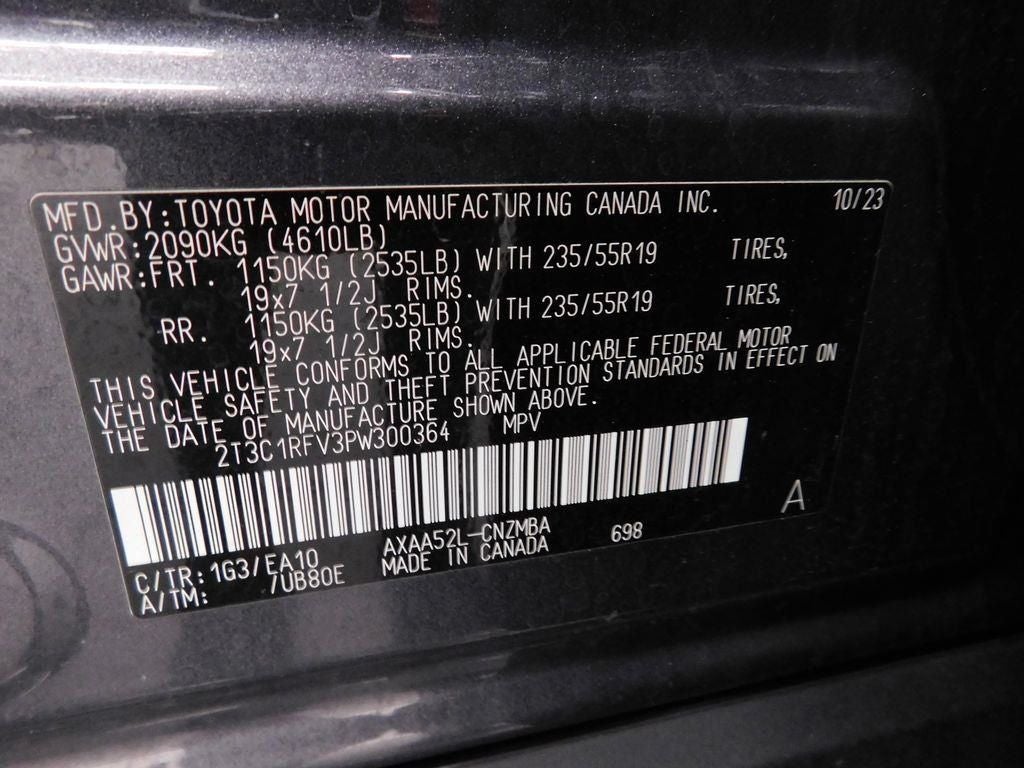 MFD.BY:TOYOTA MOTOR MANUFACTURING CANADA INC. 10/23
GVWR:2090KG (4610LB)
GAWR:FRT. 1150KG (2535LB) WITH 235/55R19 TIRES,
19x7 1/2J RIMS.
RR. 1150KG (2535LB) WITH 235/55R19 TIRES,
19x7 1/2J RIMS.
THIS VEHICLE CONFORMS TO ALL APPLICABLE FEDERAL MOTOR
VEHICLE SAFETY AND THEFT PREVENTION STANDARDS IN EFFECT ON
THE DATE OF MANUFACTURE SHOWN ABOVE.
2T3C1RFV3PW300364 MPV
A
C/TR:1G3/EA10 AXAA52L-CNZMBA 698
A/TM: /UB80E MADE IN CANADA